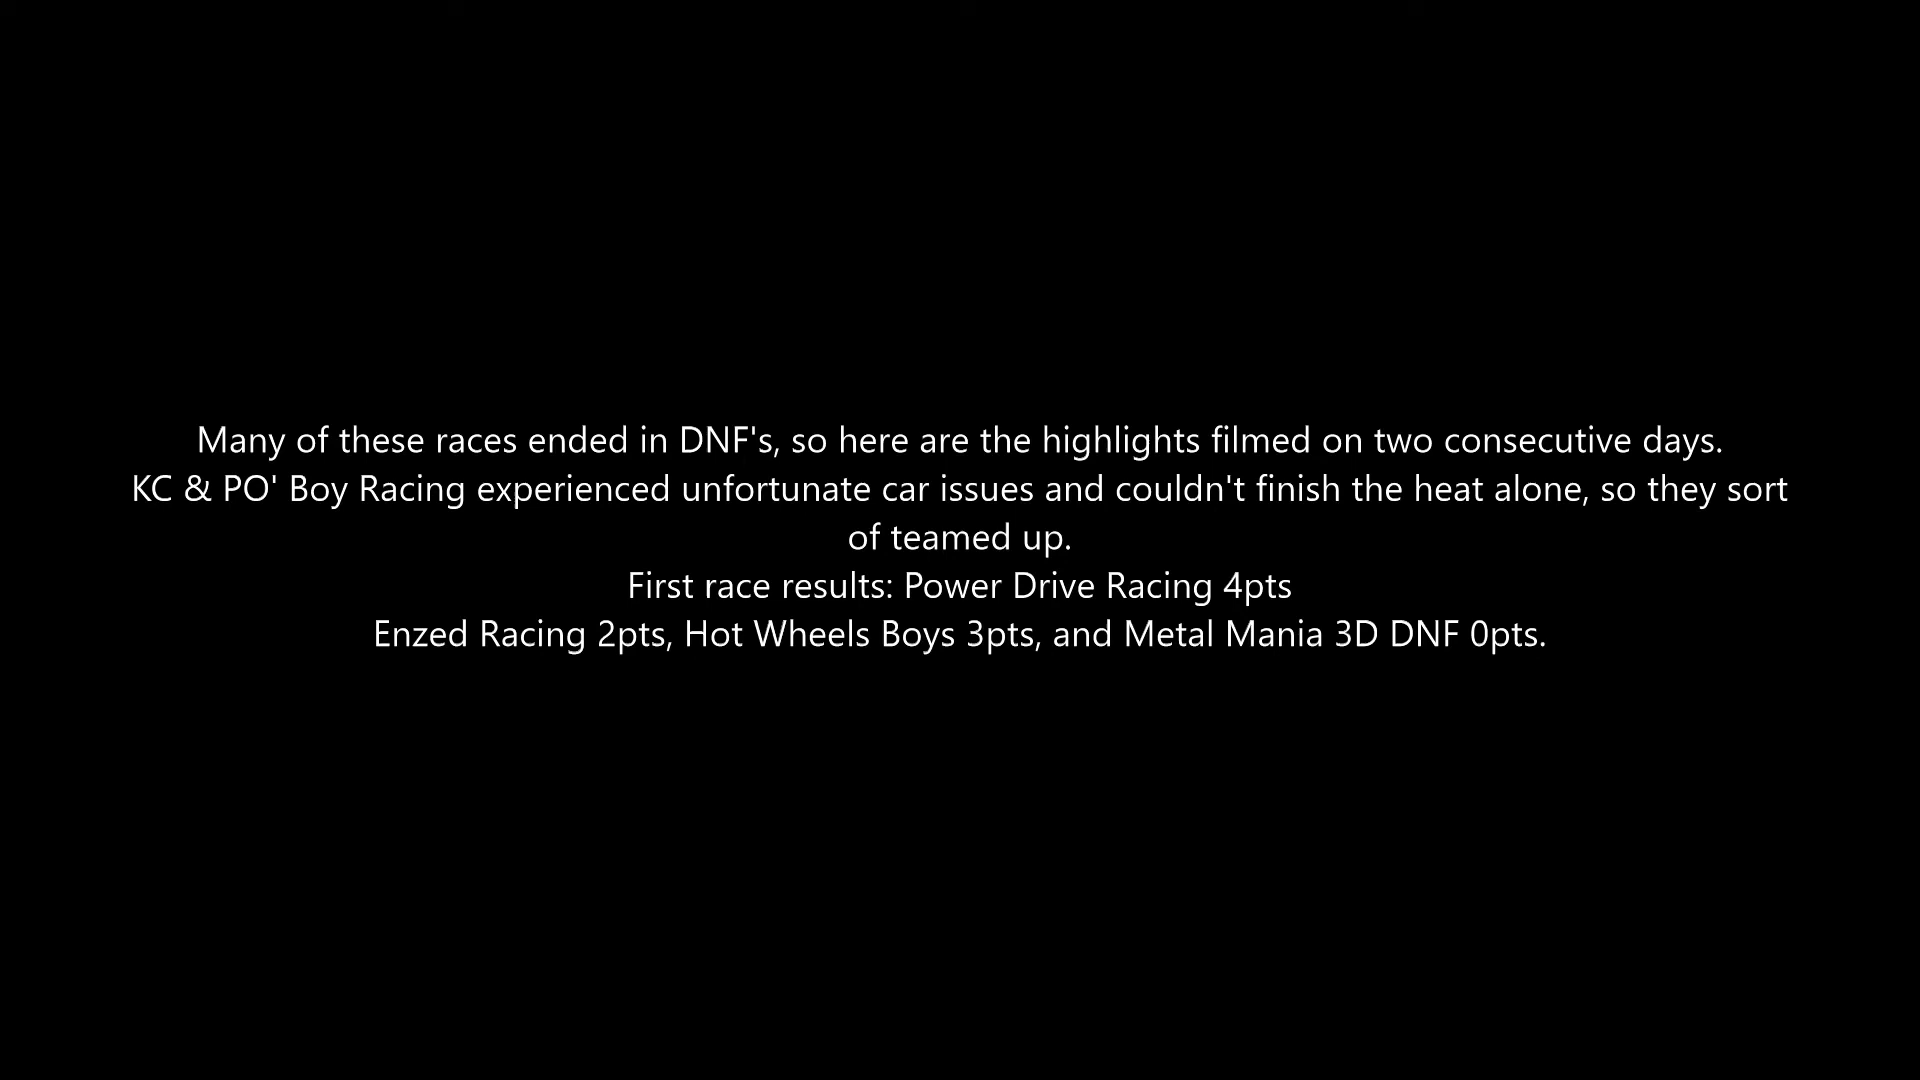 Many of these races ended in DNF's, so here are the highlights filmed on two consecutive days.
KC & PO' Boy Racing experienced unfortunate car issues and couldn't finish the heat alone, so they sort
of teamed up.
First race results: Power Drive Racing 4pts
Enzed Racing 2pts, Hot Wheels Boys 3pts, and Metal Mania 3D DNF 0pts.